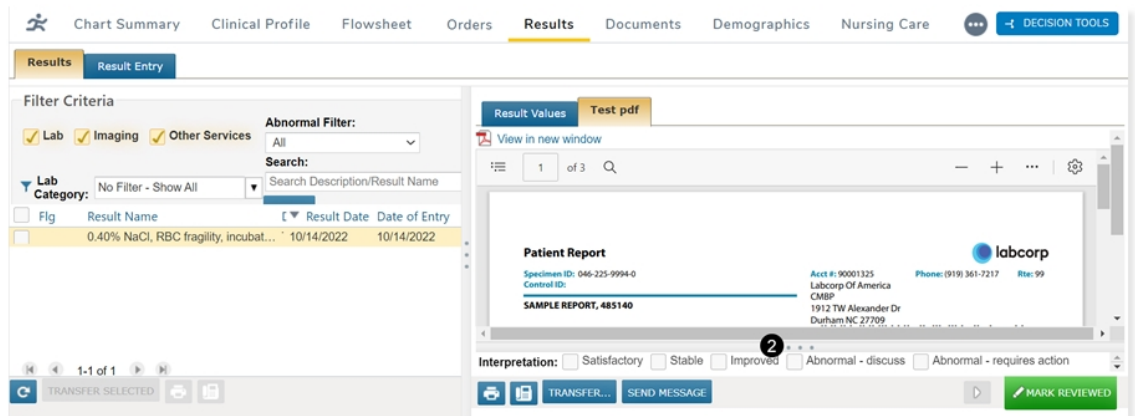 Chart Summary Clinical Profile Flowsheet Orders Results Documents Demographics Nursing Care DECISION TOOLS
Results Result Entry
Filter Criteria
Lab Imaging Other Services
Abnormal Filter:
All
Search:
Search Description/Result Name
Lab Category: No Filter - Show All
Flg Result Name Result Date Date of Entry
0.40% NaCl, RBC fragility, incubat... 10/14/2022 10/14/2022
1-1 of 1
TRANSFER SELECTED
Result Values Test pdf
View in new window
1 of 3
Patient Report
labcorp
Specimen ID: 046-225-9994-0
Control ID:
SAMPLE REPORT, 485140
Acct #: 90001325 Phone: (919) 361-7217 Rte: 99
Labcorp Of America
CMBP
1912 TW Alexander Dr
Durham NC 27709
2
Interpretation: Satisfactory Stable Improved Abnormal - discuss Abnormal - requires action
TRANSFER... SEND MESSAGE MARK REVIEWED